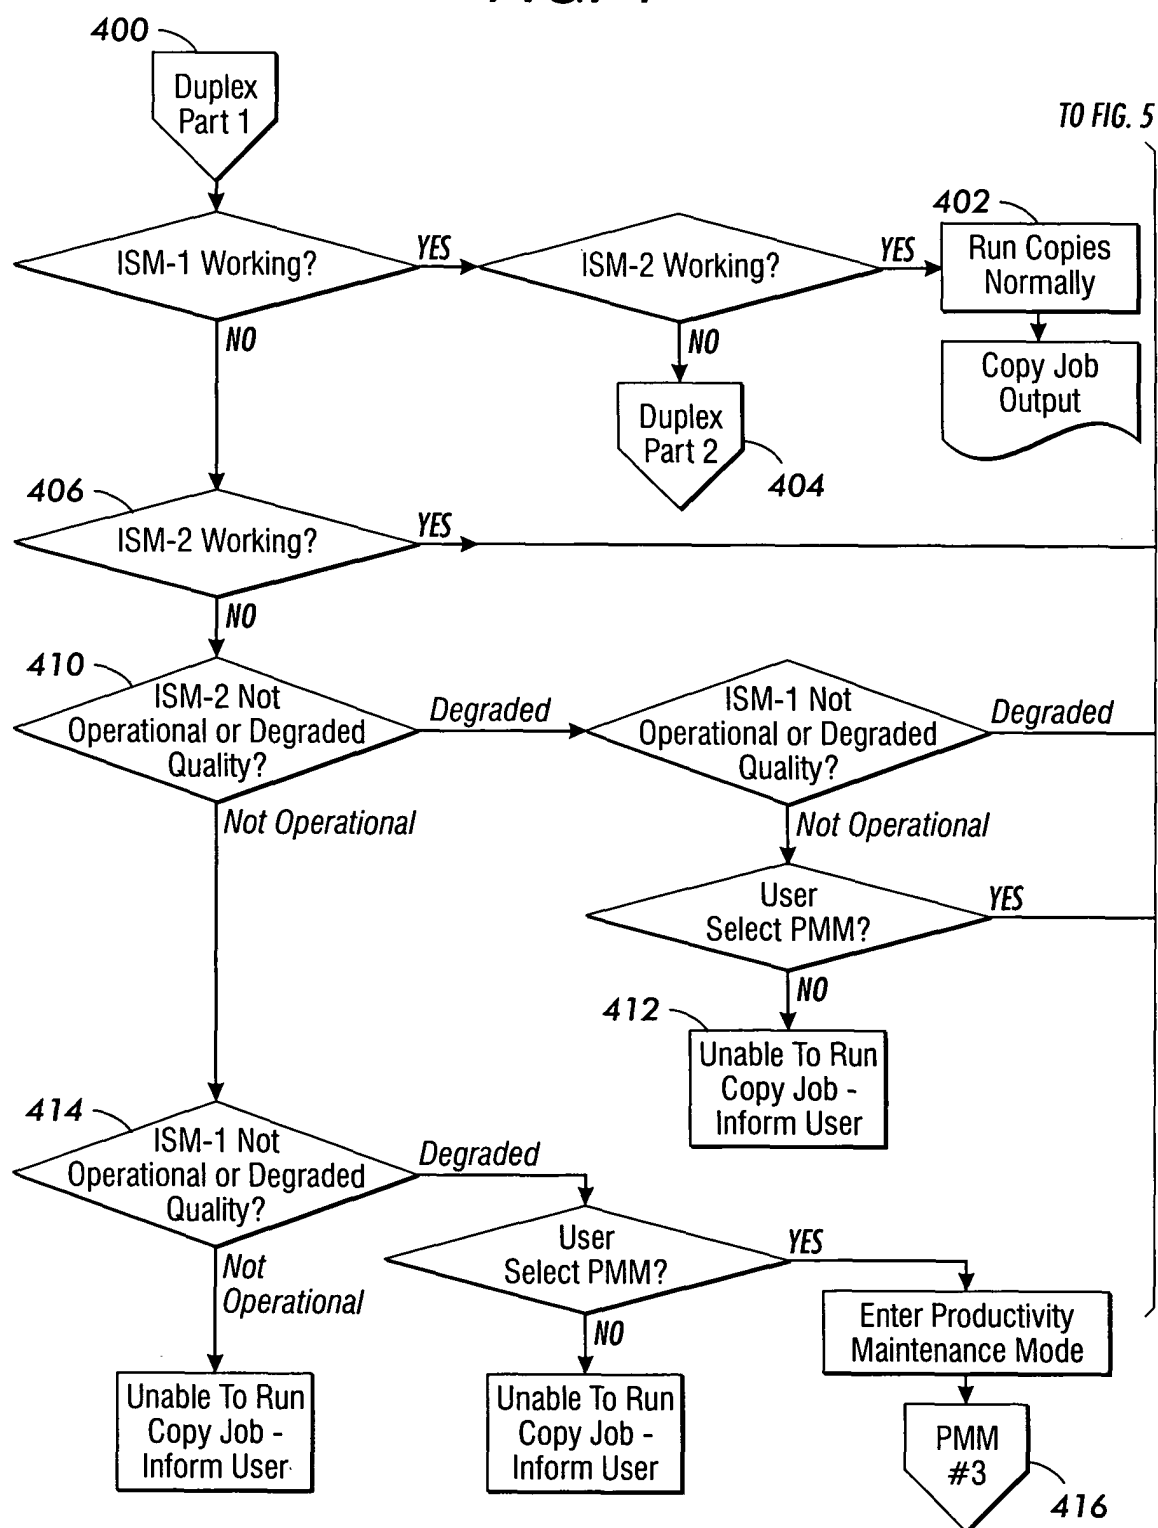 400
Duplex
Part 1
TO FIG. 5
ISM-1 Working?
YES
ISM-2 Working?
YES
402
Run Copies
Normally
NO
NO
Copy Job
Output
Duplex
Part 2
404
406
ISM-2 Working?
YES
NO
410
ISM-2 Not
Operational or Degraded
Quality?
Degraded
ISM-1 Not
Operational or Degraded
Quality?
Degraded
Not Operational
Not Operational
User
Select PMM?
YES
NO
412
Unable To Run
Copy Job -
Inform User
414
ISM-1 Not
Operational or Degraded
Quality?
Degraded
User
Select PMM?
YES
Not
Operational
NO
Enter Productivity
Maintenance Mode
Unable To Run
Copy Job -
Inform User
Unable To Run
Copy Job -
Inform User
PMM
#3
416